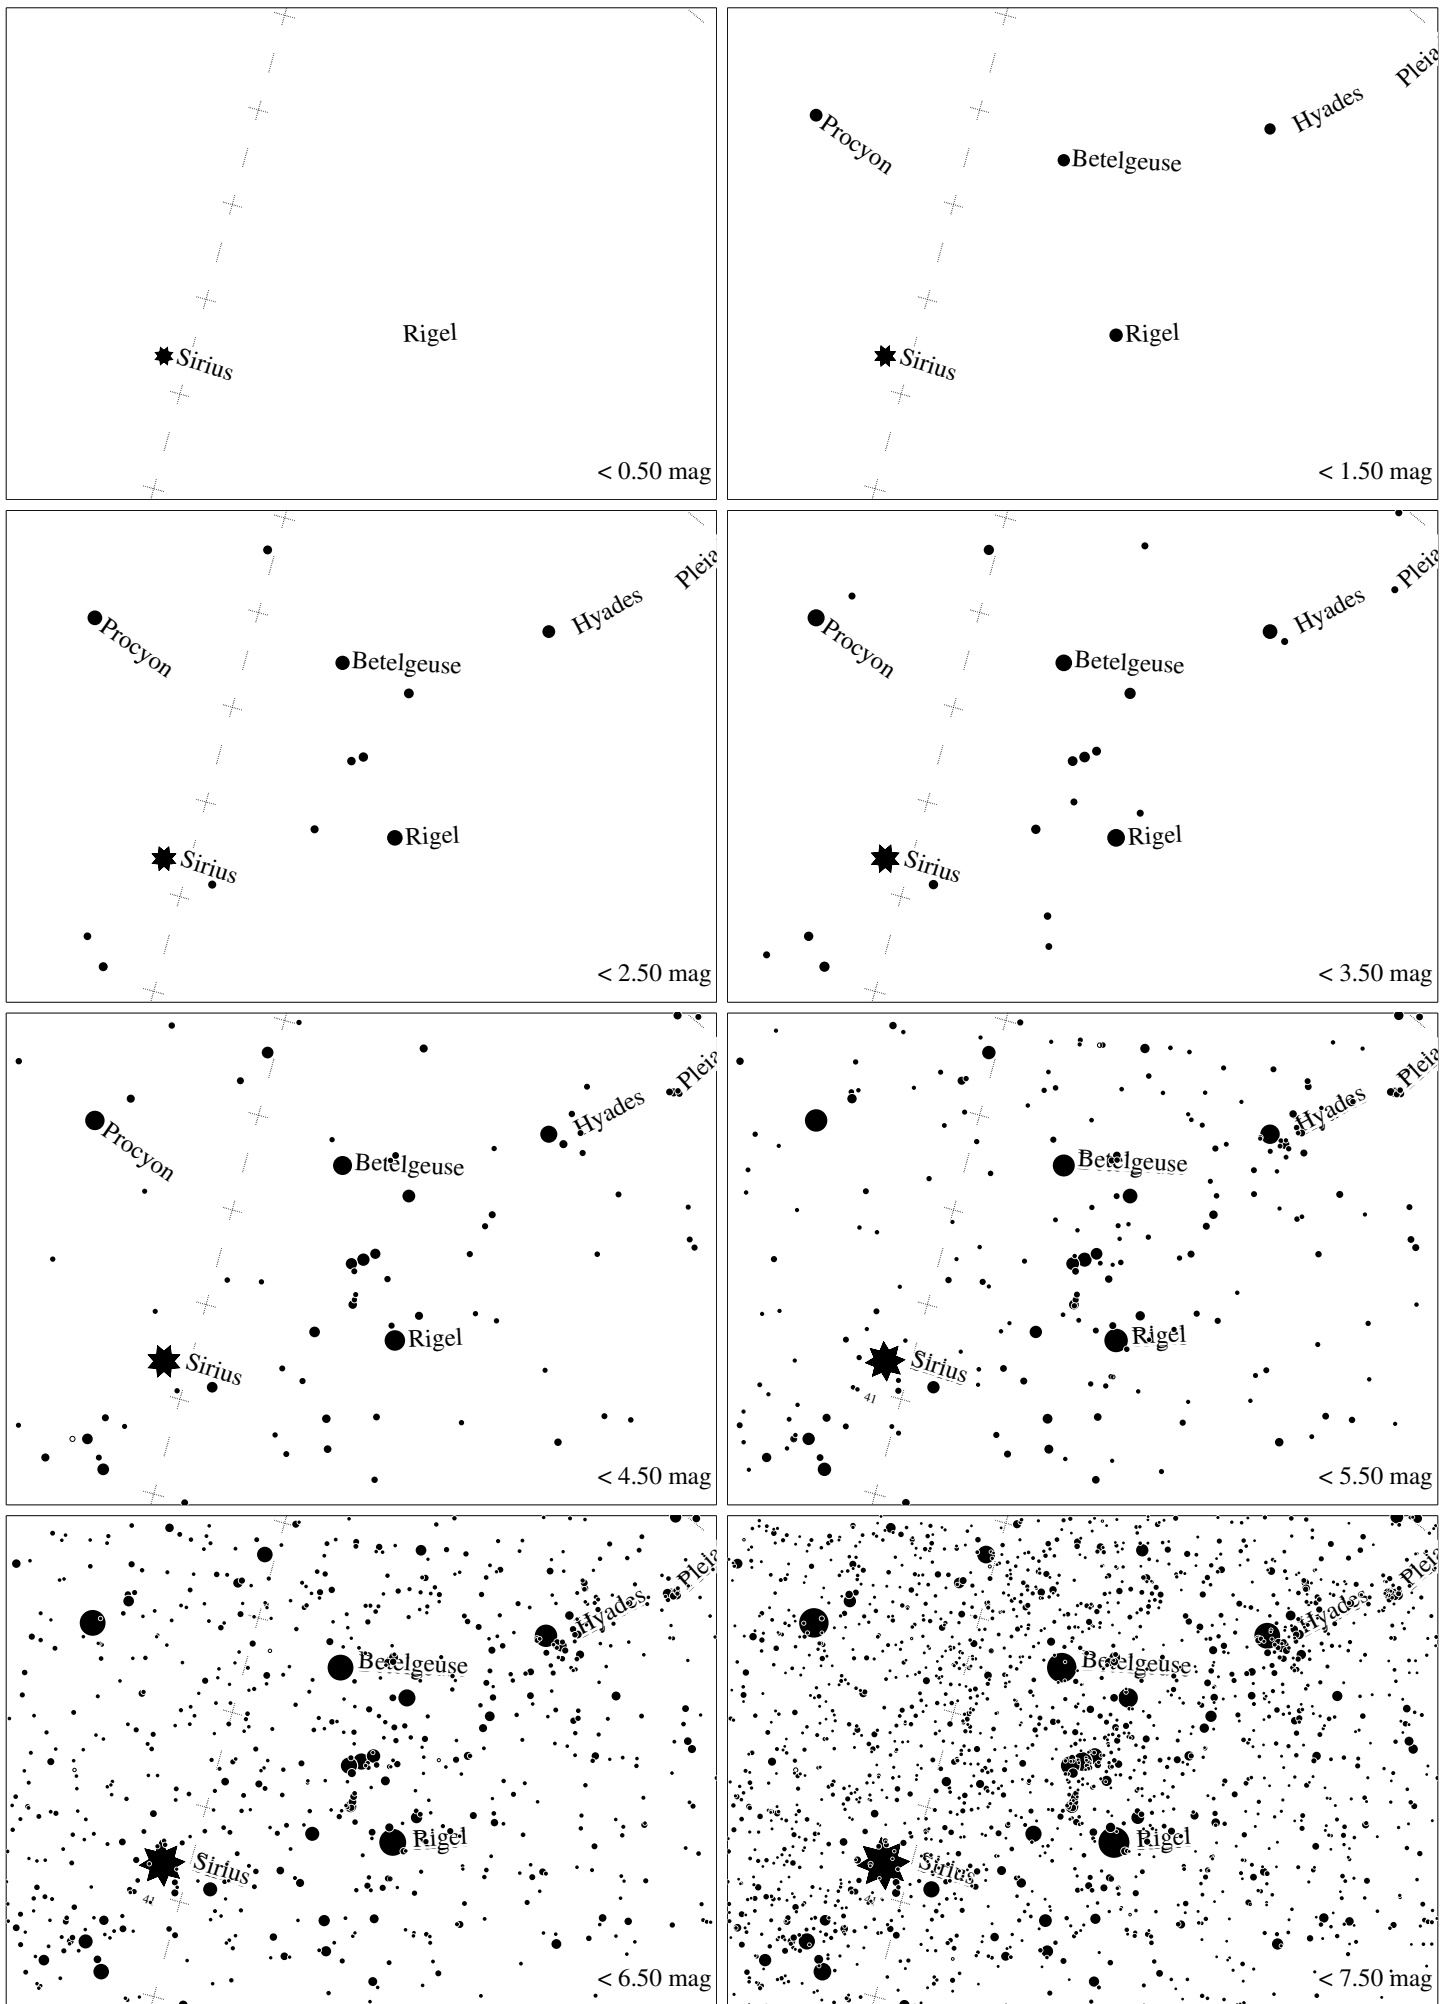 Rigel
Sirius
< 0.50 mag
Pleia
Hyades
Procyon
Betelgeuse
Rigel
Sirius
< 1.50 mag
Pleia
Hyades
Procyon
Betelgeuse
Rigel
Sirius
< 2.50 mag
Pleia
Hyades
Procyon
Betelgeuse
Rigel
Sirius
< 3.50 mag
Pleia
Hyades
Procyon
Betelgeuse
Rigel
Sirius
< 4.50 mag
Pleia
Hyades
Betelgeuse
Rigel
Sirius
41
< 5.50 mag
Pleia
Hyades
Betelgeuse
Rigel
Sirius
41
< 6.50 mag
Pleia
Hyades
Betelgeuse
Rigel
Sirius
41
< 7.50 mag